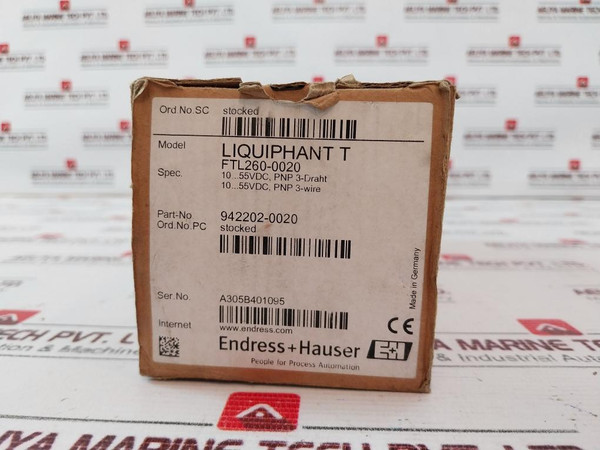 Ord.No.SC stocked
Model LIQUIPHANT T
FTL260-0020
Spec. 10...55VDC, PNP 3-Draht
10...55VDC, PNP 3-wire
Part-No 942202-0020
Ord.No.PC stocked
Made in Germany
Ser.No. A305B401095
Internet www.endress.com
CE
Endress+Hauser E+H
People for Process Automation